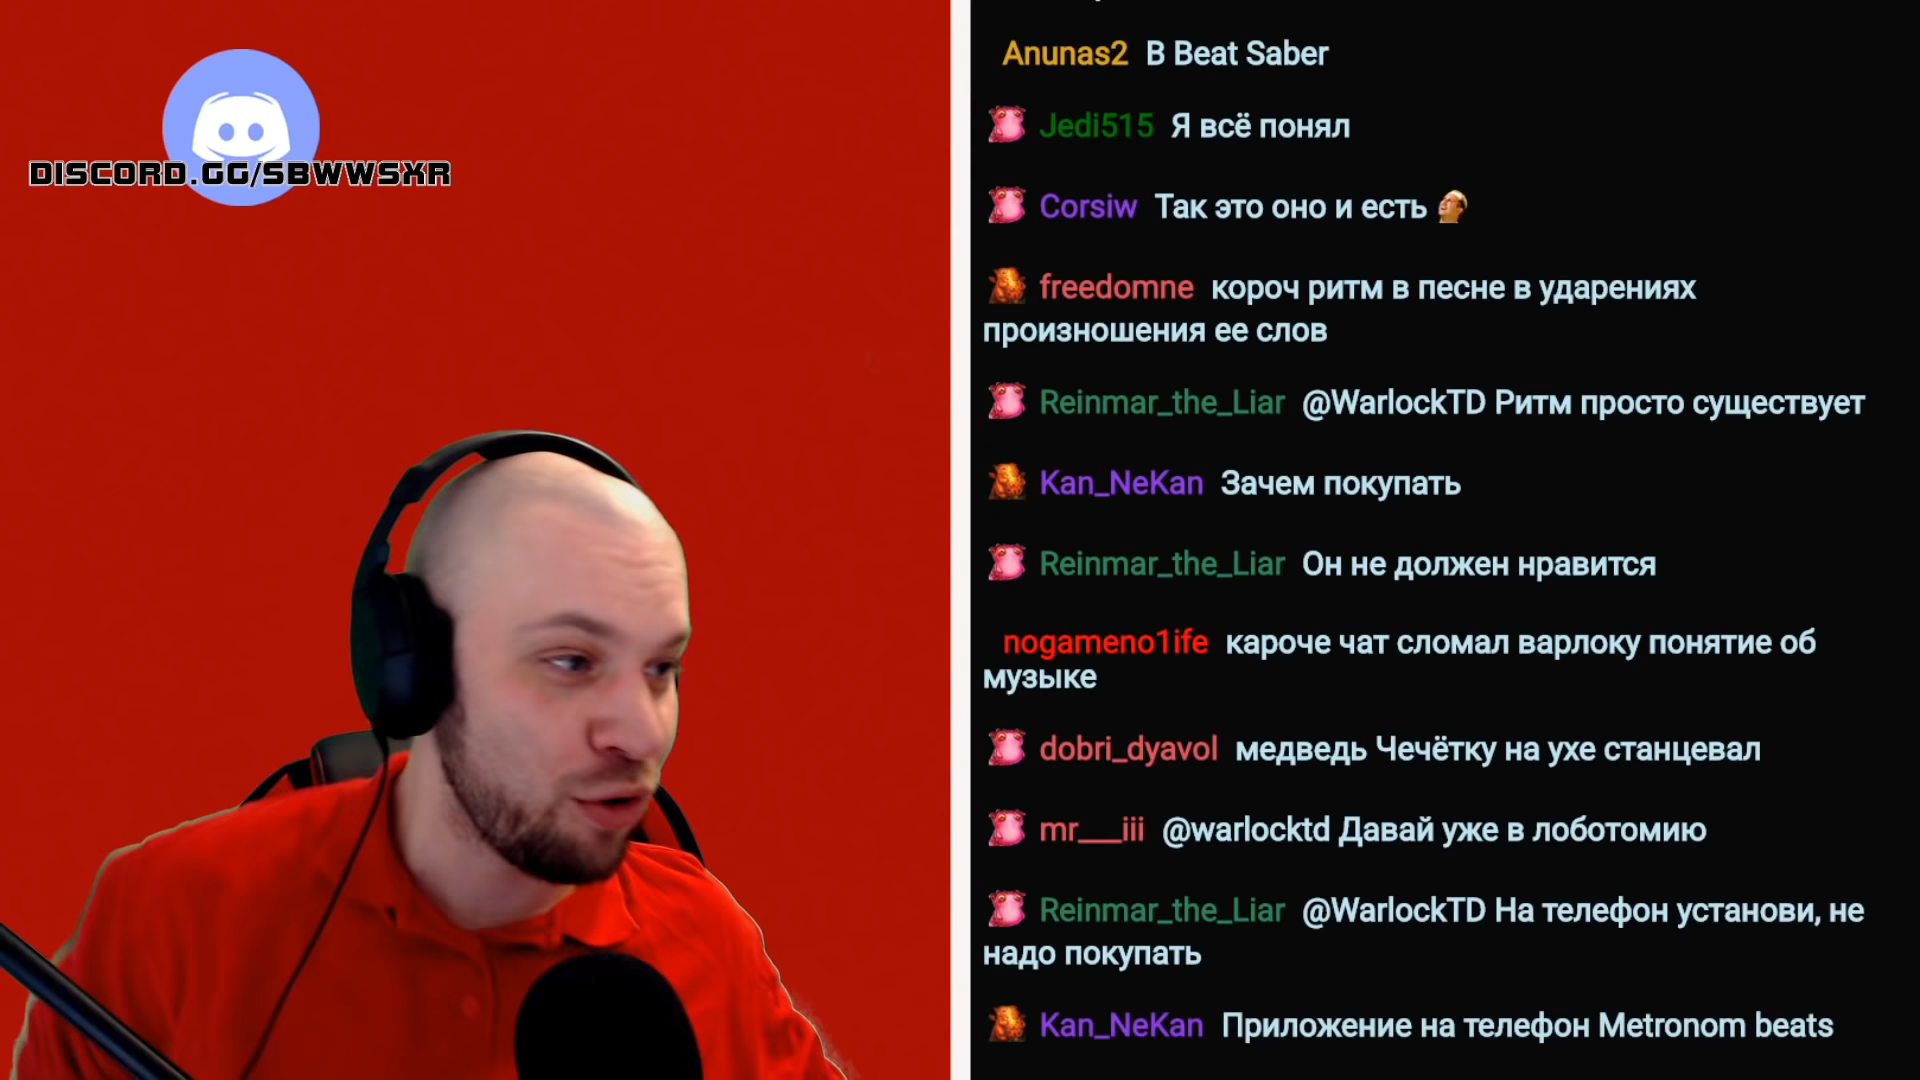 DISCORD.GG/SBWWSXR
Anunas2 В Beat Saber
Jedi515 Я всё понял
Corsiw Так это оно и есть
freedomne короч ритм в песне в ударениях
произношения ее слов
Reinmar_the_Liar @WarlockTD Ритм просто существует
Kan_NeKan Зачем покупать
Reinmar_the_Liar Он не должен нравится
nogameno1ife кароче чат сломал варлоку понятие об
музыке
dobri_dyavol медведь Чечётку на ухе станцевал
mr___iii @warlocktd Давай уже в лоботомию
Reinmar_the_Liar @WarlockTD На телефон установи, не
надо покупать
Kan_NeKan Приложение на телефон Metronom beats